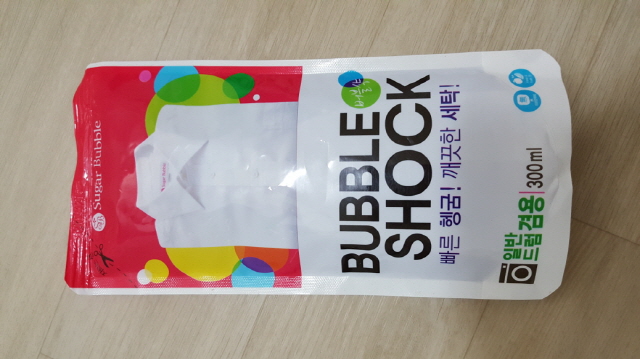 Sugar Bubble
BUBBLE
SHOCK
빠른 헹굼! 깨끗한 세탁!
일반
드럼 겸용 300ml